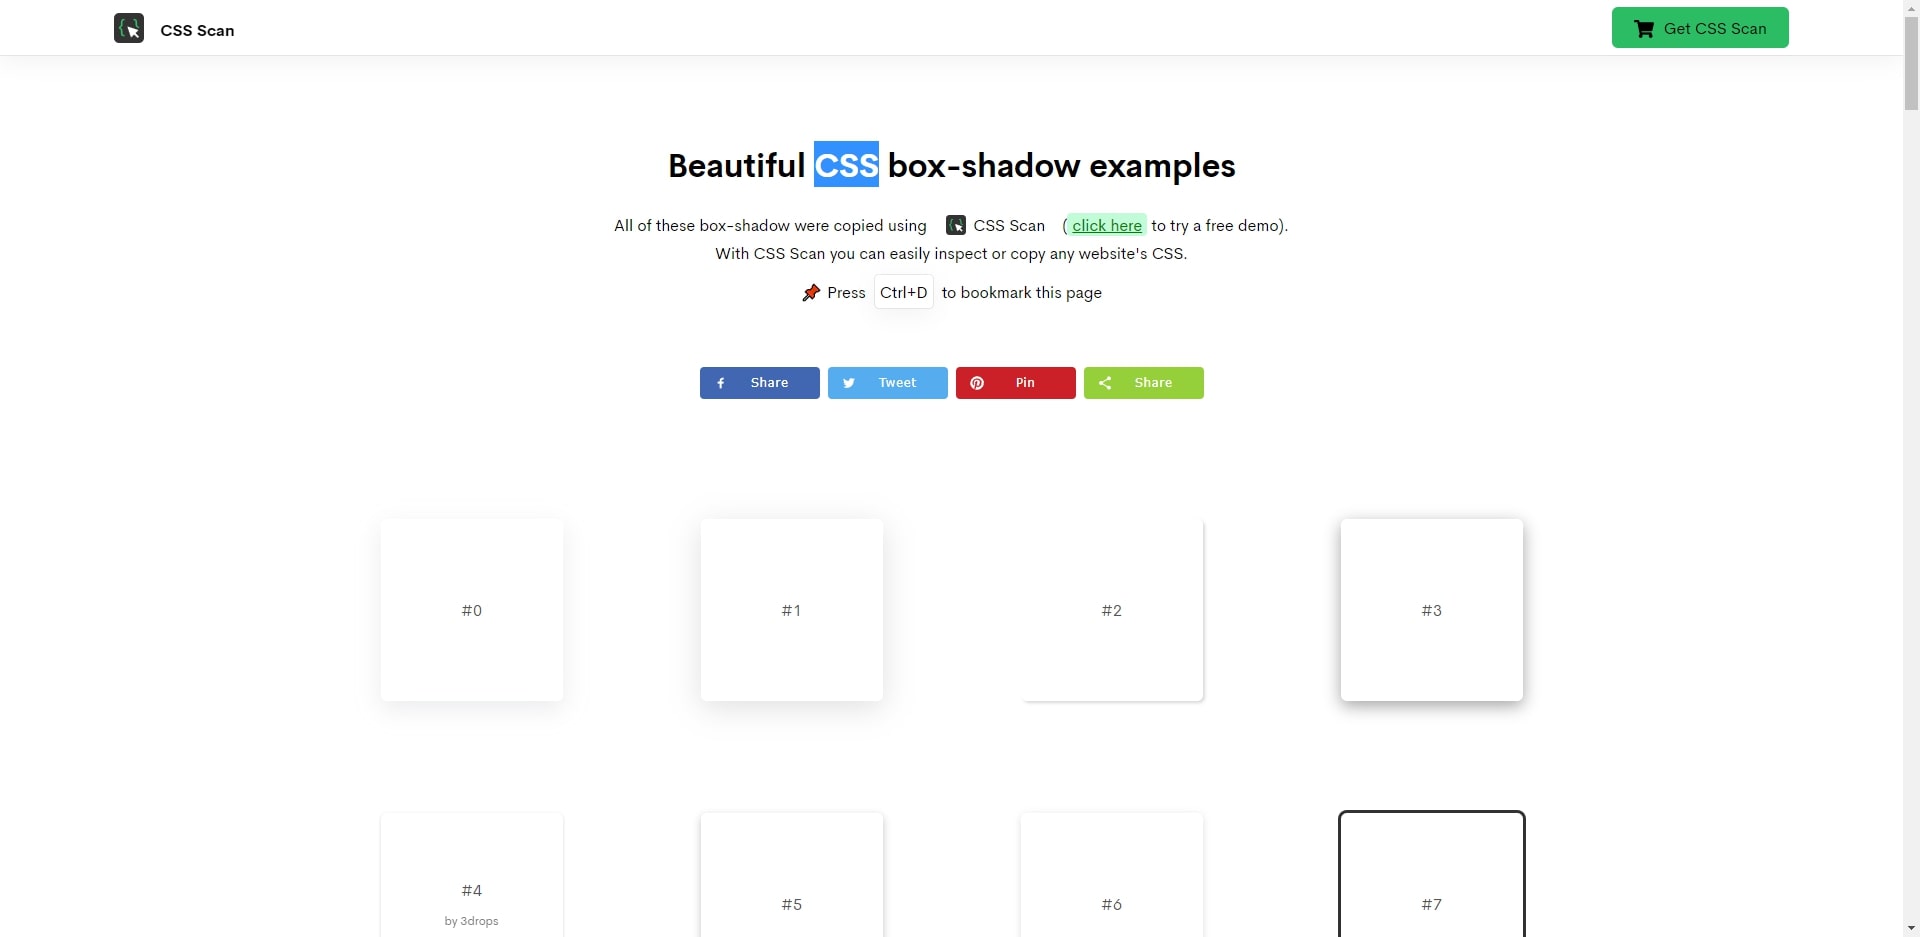 CSS Scan
Get CSS Scan
Beautiful CSS box-shadow examples
All of these box-shadow were copied using CSS Scan (click here to try a free demo).
With CSS Scan you can easily inspect or copy any website's CSS.
Press Ctrl+D to bookmark this page
Share
Tweet
Pin
Share
#0
#1
#2
#3
#4
by 3drops
#5
#6
#7